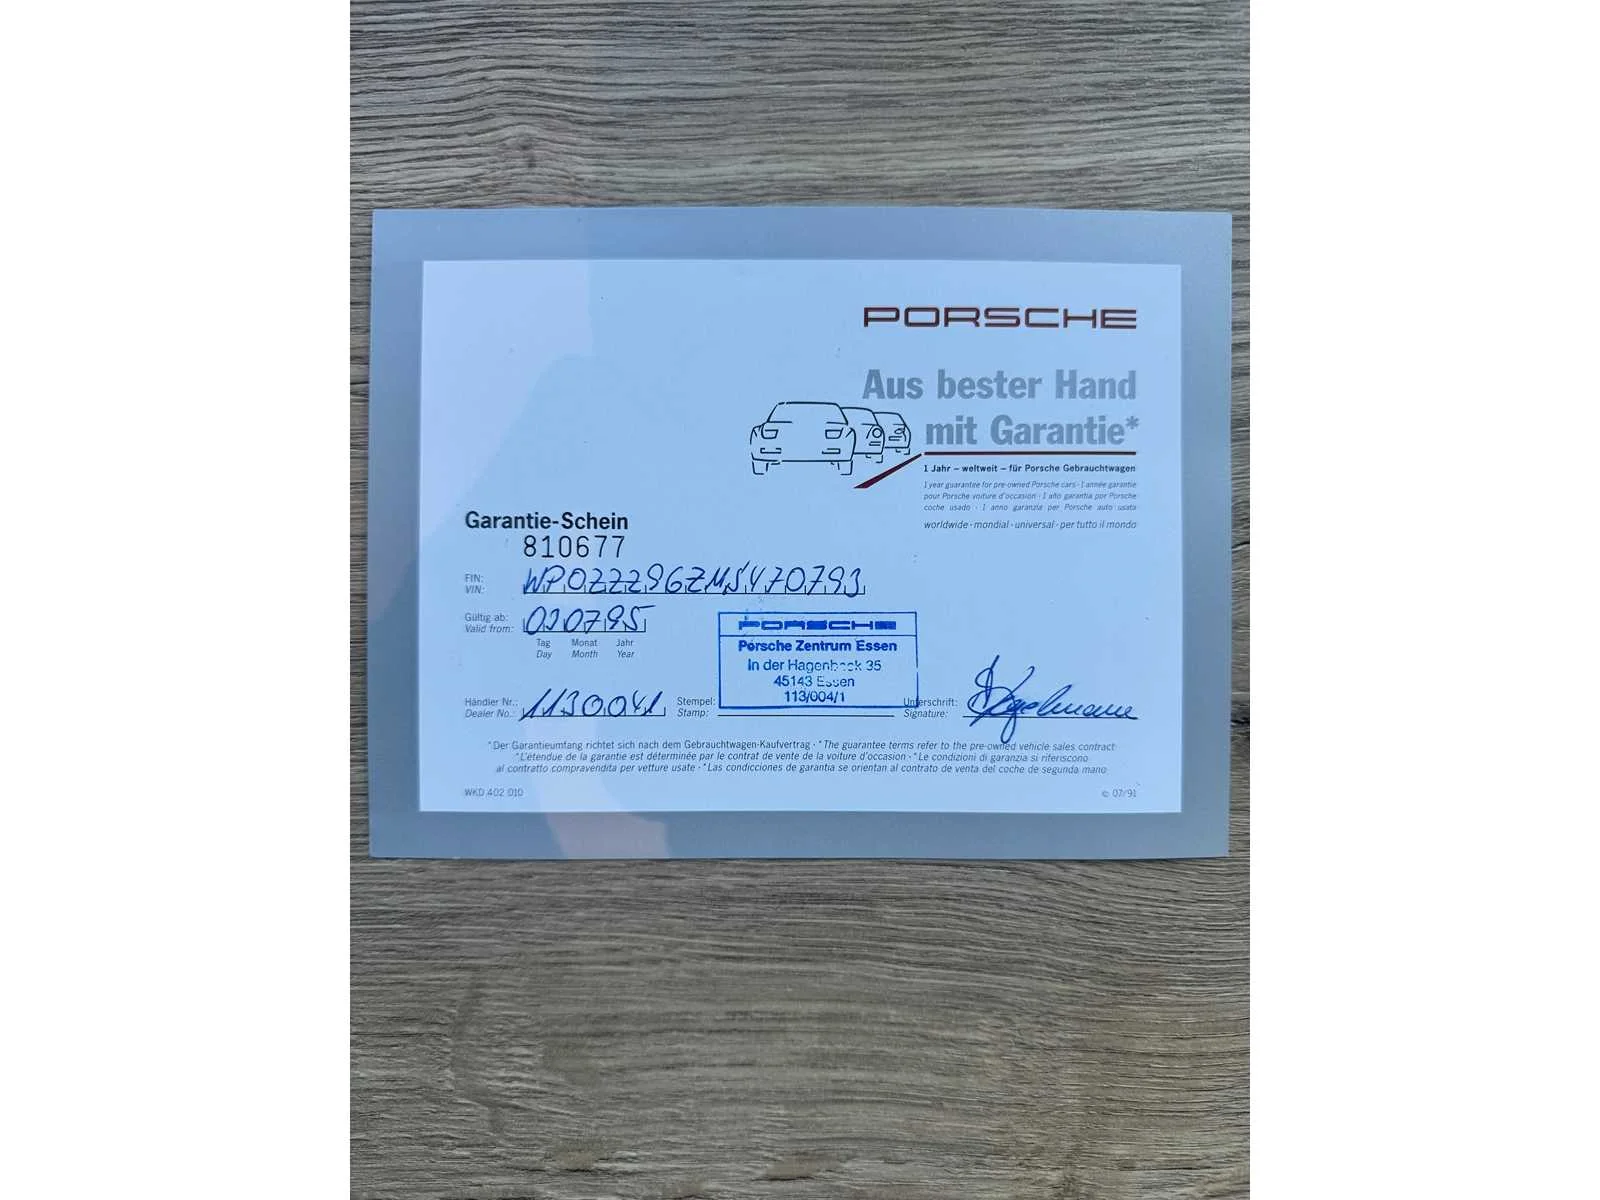 PORSCHE
Aus bester Hand
mit Garantie*
1 Jahr – weltweit – für Porsche Gebrauchtwagen
1 year guarantee for pre-owned Porsche cars · 1 année garantie
pour Porsche voiture d'occasion · 1 año garantia por Porsche
coche usado · 1 anno garanzia per Porsche auto usata
worldwide · mondial · universal · per tutto il mondo
Garantie-Schein
810677
FIN:
VIN: WP0ZZZ96ZMS470793
Gültig ab:
Valid from: 030795
Tag Monat Jahr
Day Month Year
PORSCHE
Porsche Zentrum Essen
In der Hagenbeck 35
45143 Essen
113/004/1
Händler Nr.:
Dealer No.: 1130041
Stempel:
Stamp:
Unterschrift:
Signature:
*Der Garantieumfang richtet sich nach dem Gebrauchtwagen-Kaufvertrag · *The guarantee terms refer to the pre-owned vehicle sales contract
*L'étendue de la garantie est déterminée par le contrat de vente de la voiture d'occasion · *Le condizioni di garanzia si riferiscono
al contratto compravendita per vetture usate · *Las condicciones de garantia se orientan al contrato de venta del coche de segunda mano
WKD 402 010
© 07/91